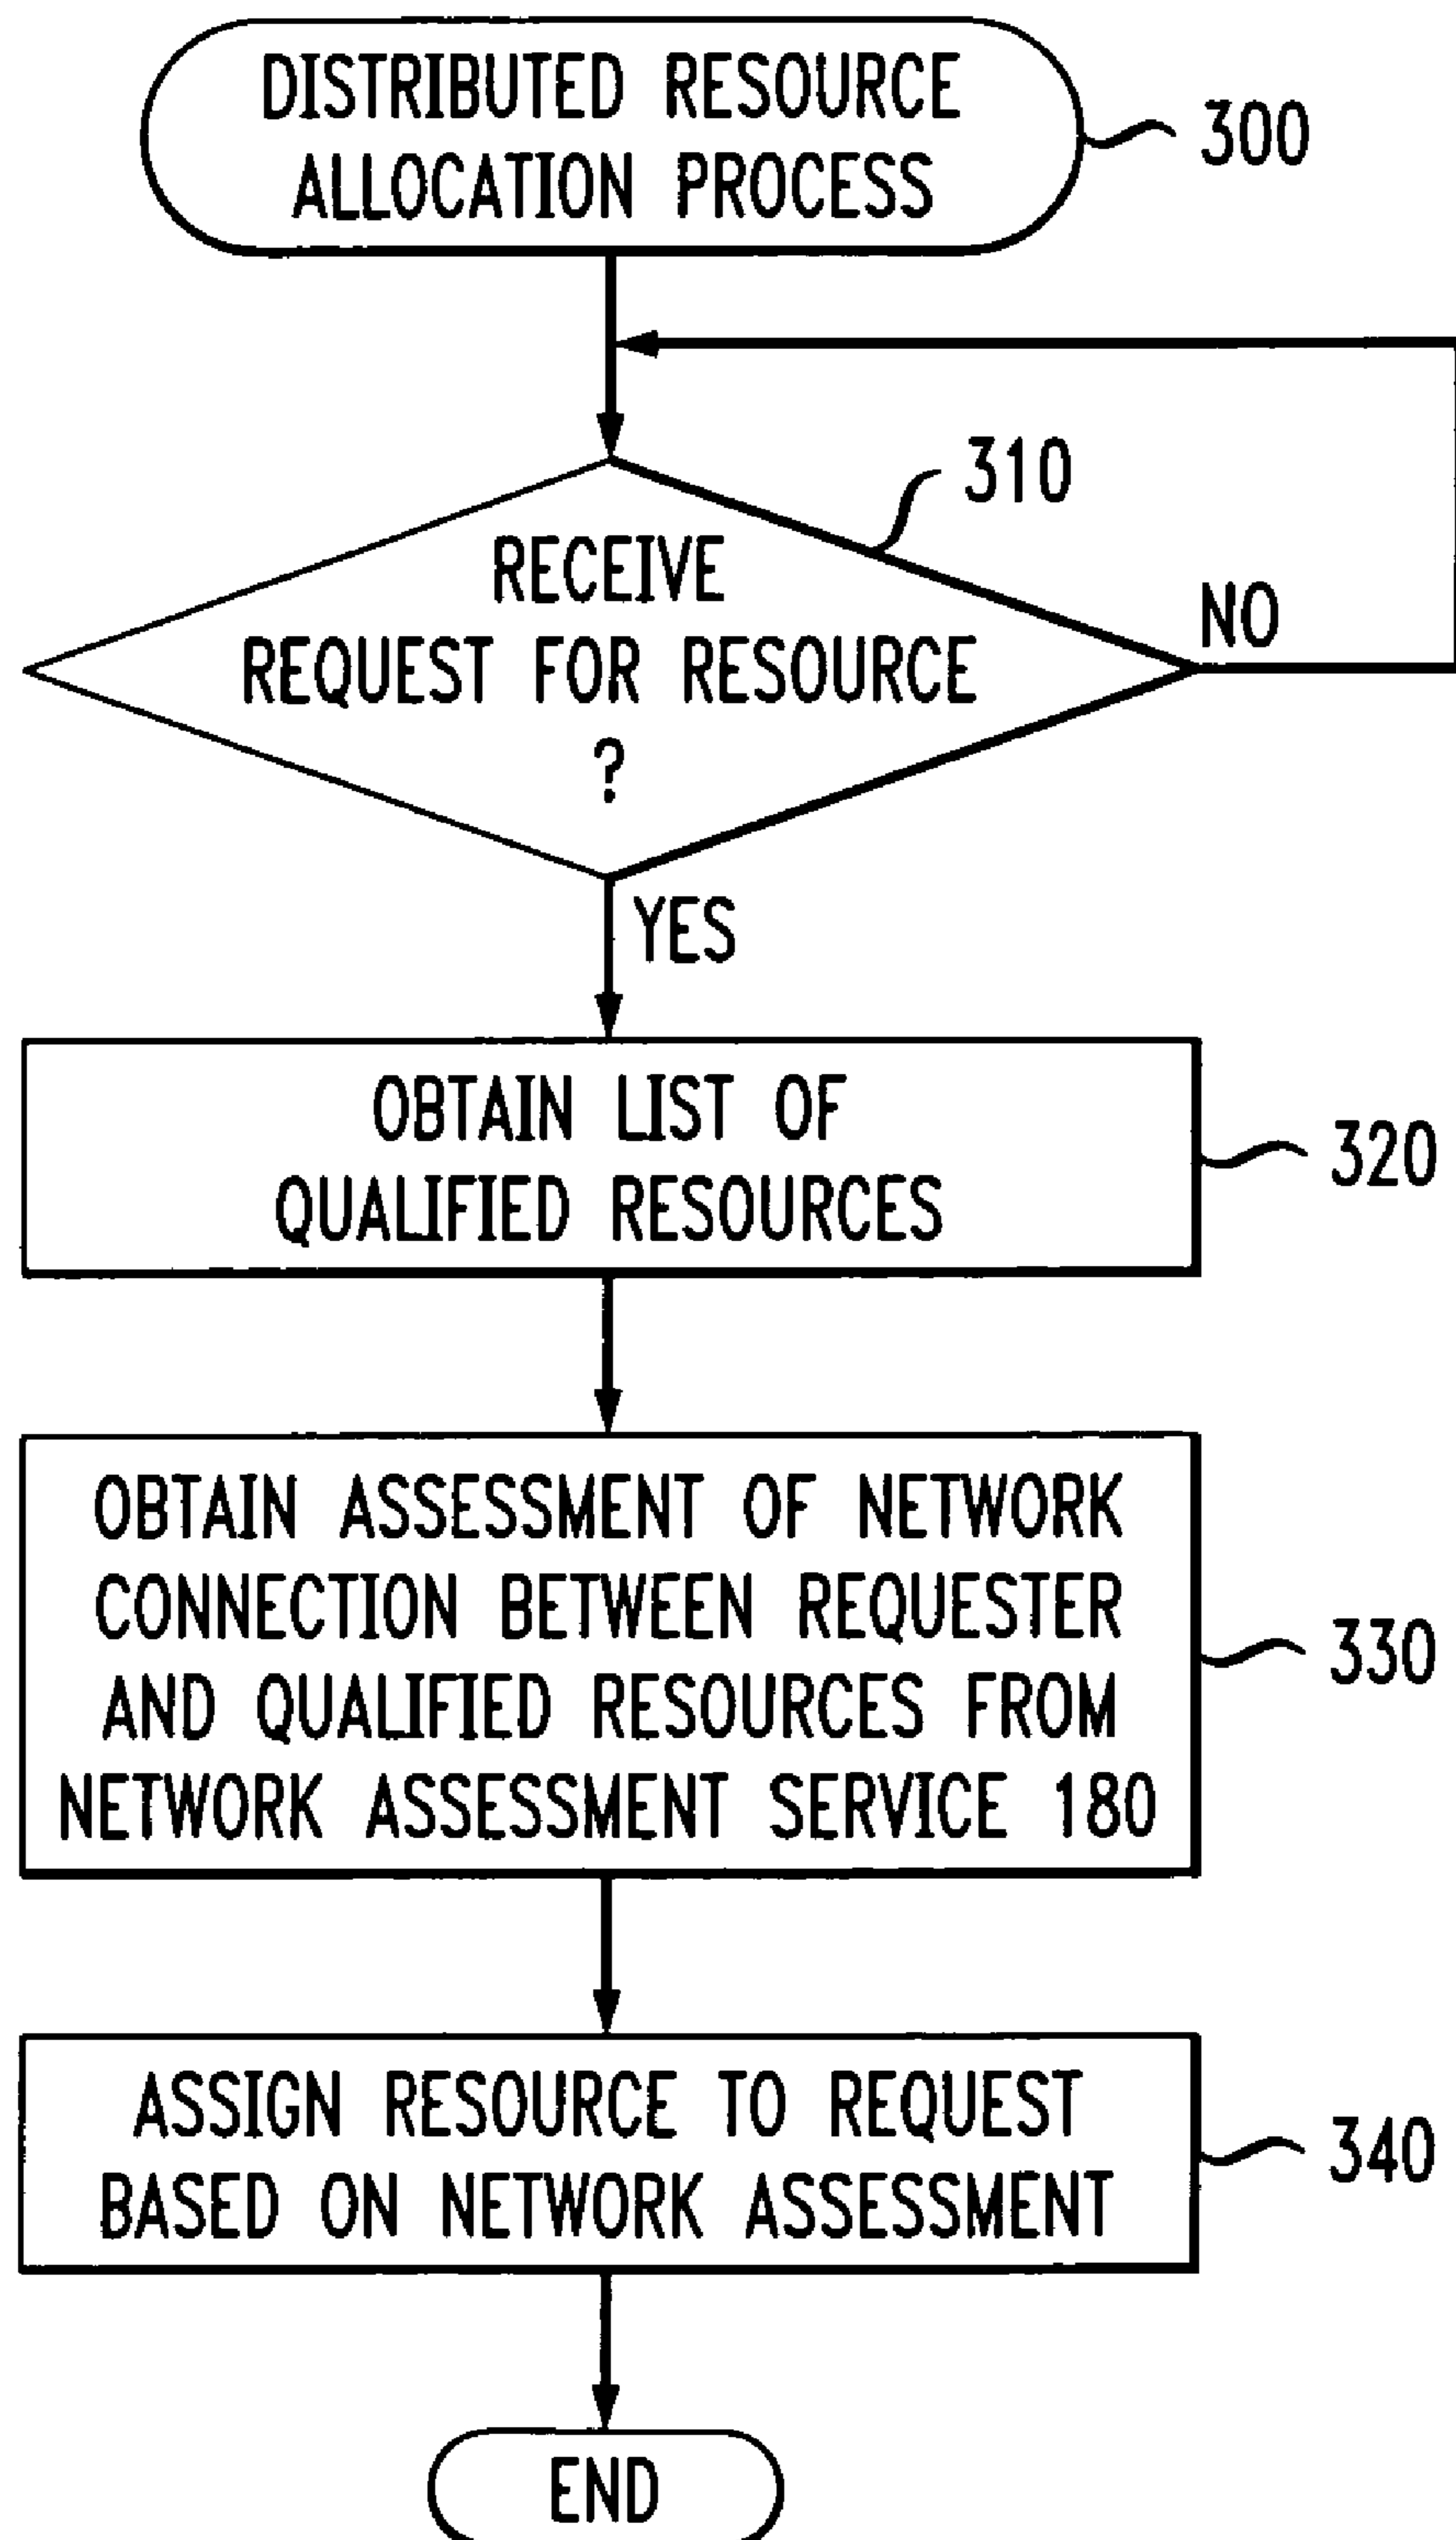 DISTRIBUTED RESOURCE
ALLOCATION PROCESS
300
310
RECEIVE
REQUEST FOR RESOURCE
?
NO
YES
OBTAIN LIST OF
QUALIFIED RESOURCES
320
OBTAIN ASSESSMENT OF NETWORK
CONNECTION BETWEEN REQUESTER
AND QUALIFIED RESOURCES FROM
NETWORK ASSESSMENT SERVICE 180
330
ASSIGN RESOURCE TO REQUEST
BASED ON NETWORK ASSESSMENT
340
END